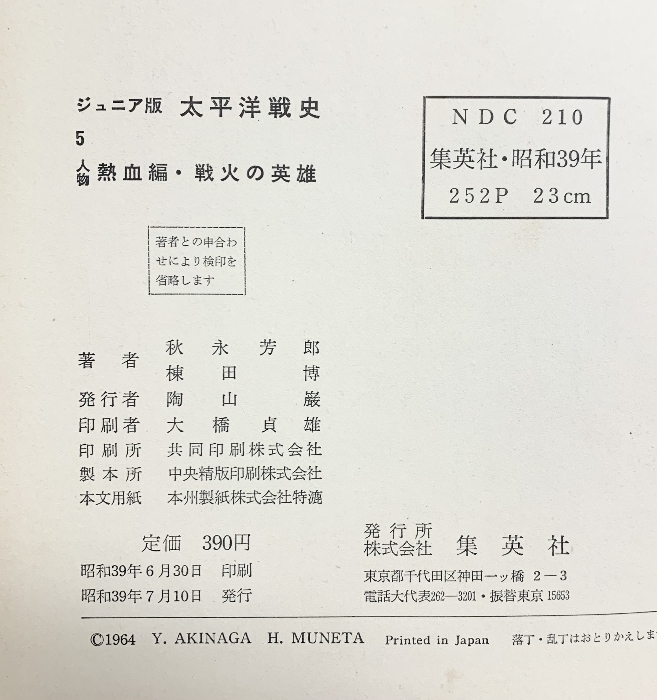 ジュニア版 太平洋戦史
5
人物 熱血編・戦火の英雄
NDC 210
集英社・昭和39年
252P 23cm
著者との申合わ
せにより検印を
省略します
著者 秋永芳郎
棟田博
発行者 陶山巌
印刷者 大橋貞雄
印刷所 共同印刷株式会社
製本所 中央精版印刷株式会社
本文用紙 本州製紙株式会社特漉
定価 390円
昭和39年6月30日 印刷
昭和39年7月10日 発行
発行所
株式会社 集英社
東京都千代田区神田一ッ橋 2−3
電話大代表262—3201・振替東京15653
©1964 Y. AKINAGA H. MUNETA Printed in Japan 落丁・乱丁はおとりかえしま